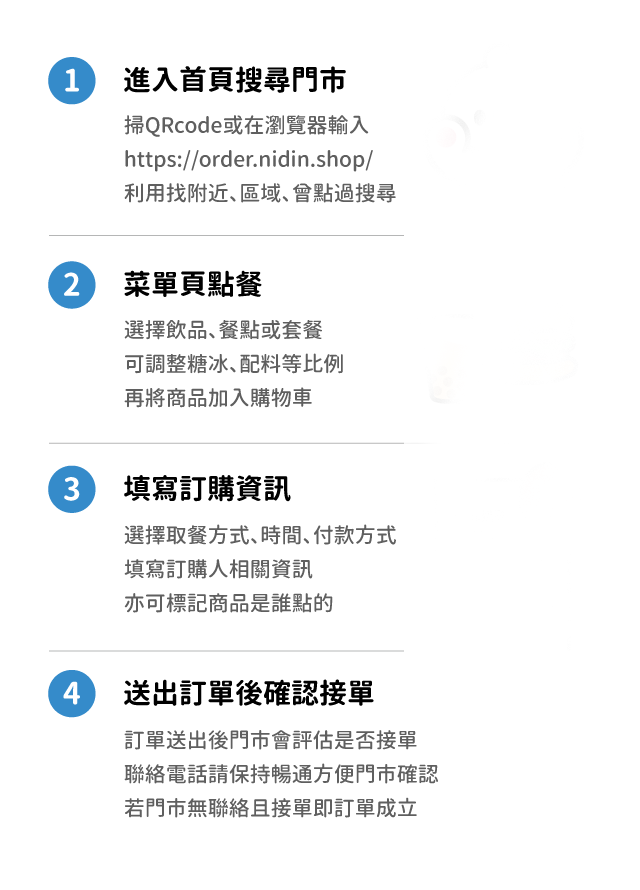 1 進入首頁搜尋門市
掃QRcode或在瀏覽器輸入
https://order.nidin.shop/
利用找附近、區域、曾點過搜尋
2 菜單頁點餐
選擇飲品、餐點或套餐
可調整糖冰、配料等比例
再將商品加入購物車
3 填寫訂購資訊
選擇取餐方式、時間、付款方式
填寫訂購人相關資訊
亦可標記商品是誰點的
4 送出訂單後確認接單
訂單送出後門市會評估是否接單
聯絡電話請保持暢通方便門市確認
若門市無聯絡且接單即訂單成立